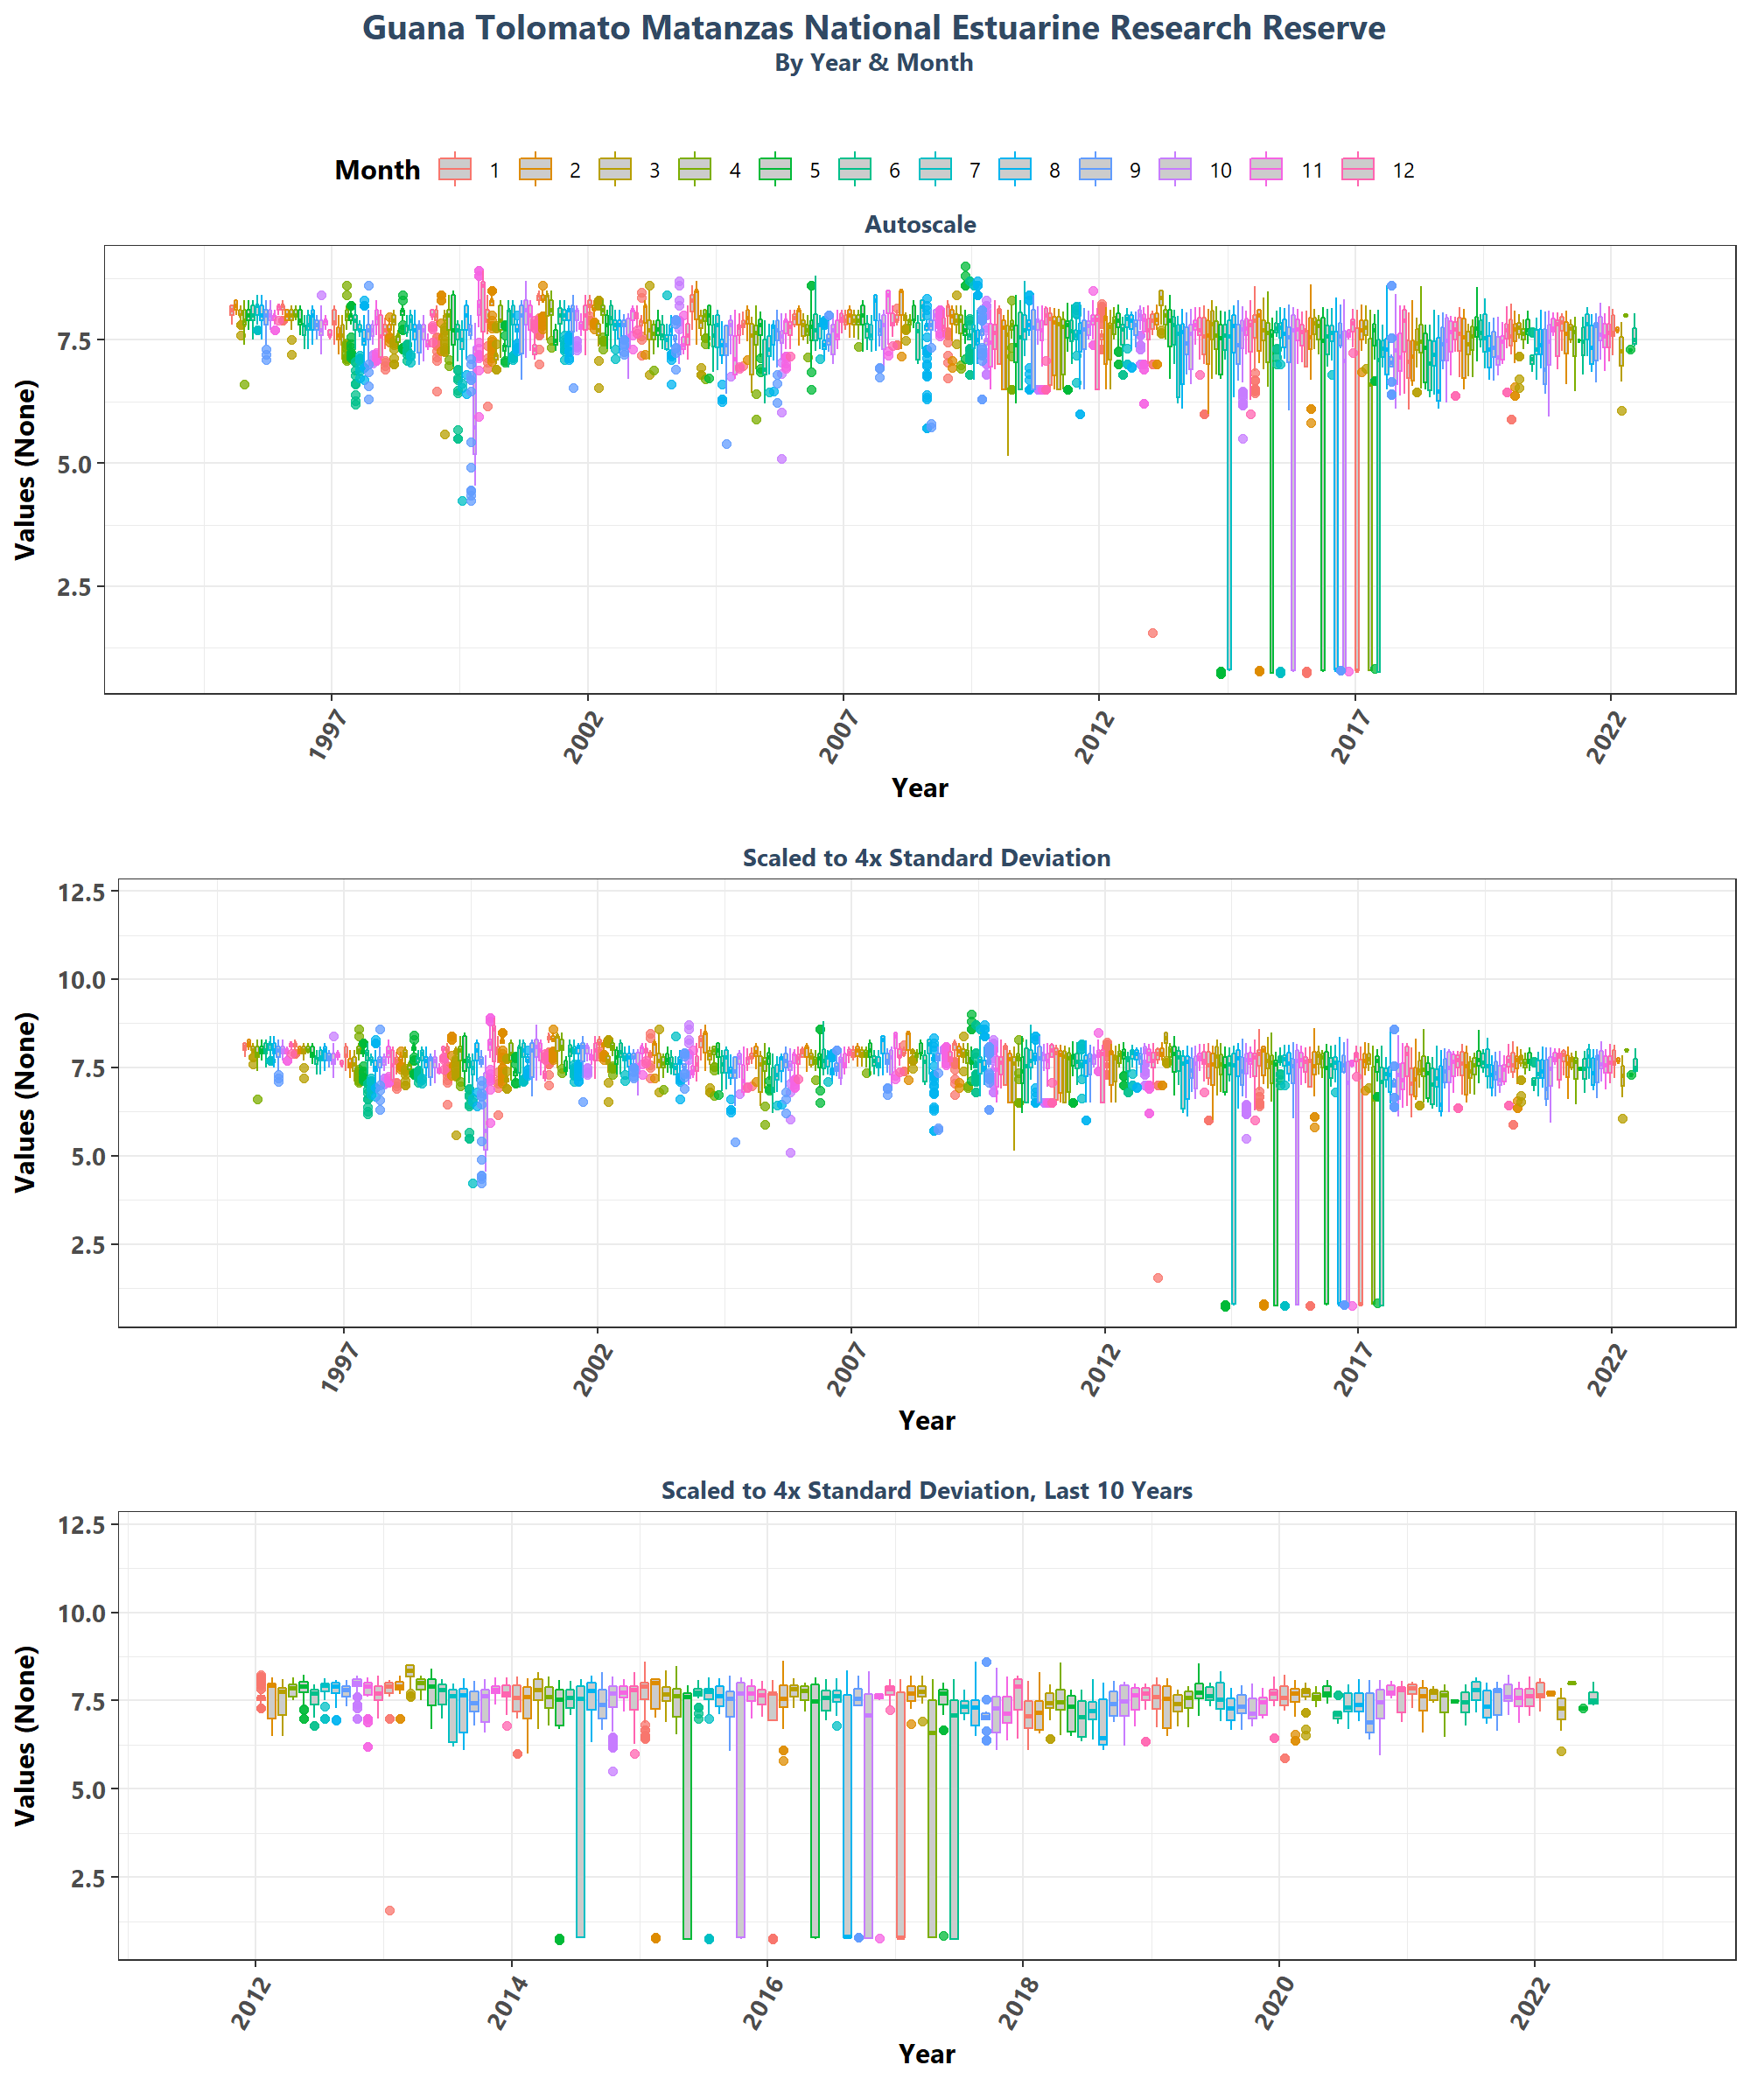 Guana Tolomato Matanzas National Estuarine Research Reserve
By Year & Month
Month 1 2 3 4 5 6 7 8 9 10 11 12
Autoscale
Values (None)
7.5
5.0
2.5
1997 2002 2007 2012 2017 2022
Year
Scaled to 4x Standard Deviation
Values (None)
12.5
10.0
7.5
5.0
2.5
1997 2002 2007 2012 2017 2022
Year
Scaled to 4x Standard Deviation, Last 10 Years
Values (None)
12.5
10.0
7.5
5.0
2.5
2012 2014 2016 2018 2020 2022
Year